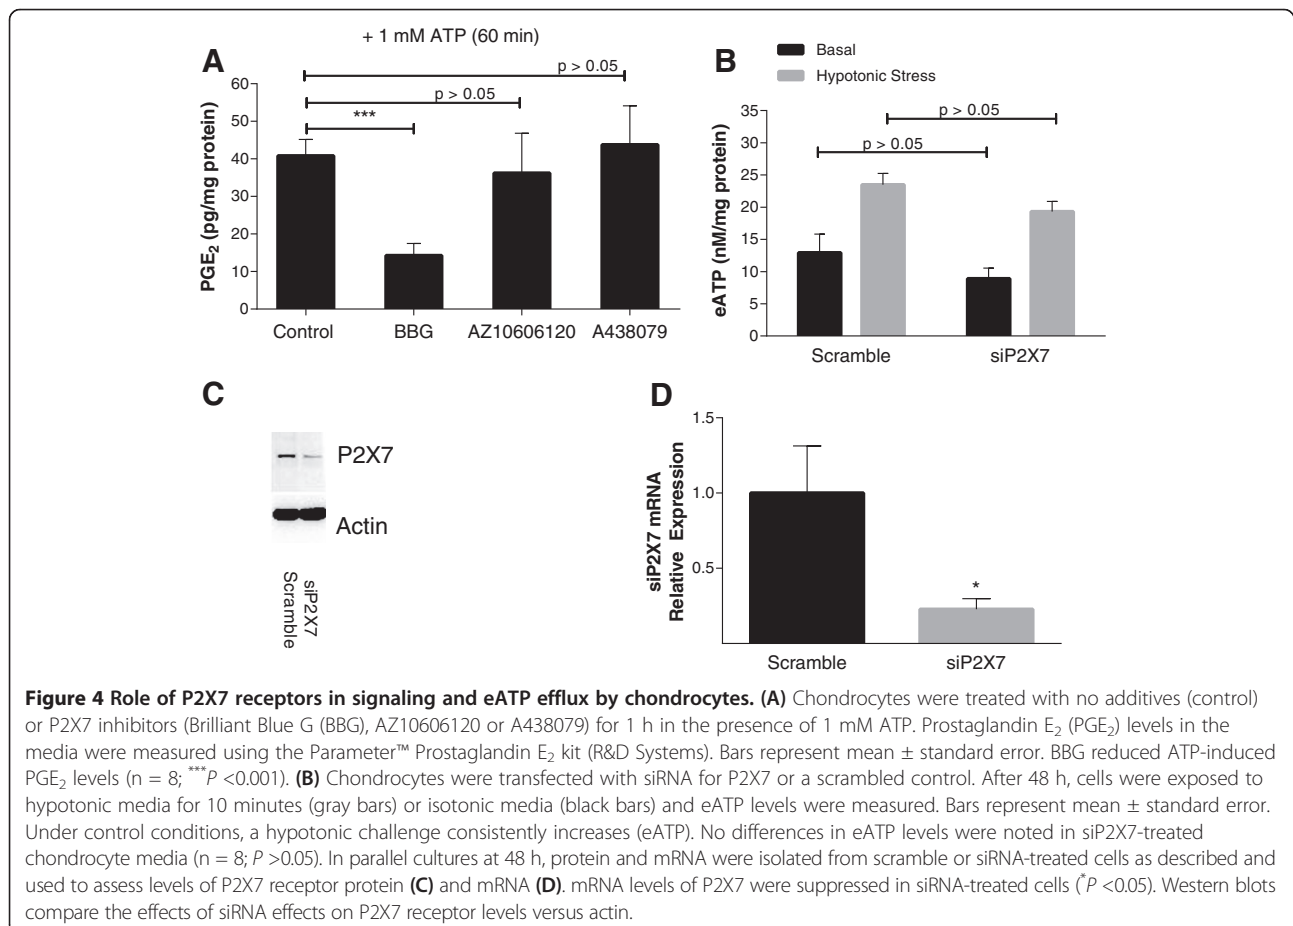 + 1 mM ATP (60 min)
A
p > 0.05
p > 0.05
***
PGE2 (pg/mg protein)
60
50
40
30
20
10
0
Control BBG AZ10606120 A438079
B
Basal
Hypotonic Stress
p > 0.05
p > 0.05
eATP (nM/mg protein)
35
30
25
20
15
10
5
0
Scramble siP2X7
C
P2X7
Actin
Scramble
siP2X7
D
siP2X7 mRNA
Relative Expression
1.5
1.0
0.5
*
Scramble siP2X7
Figure 4 Role of P2X7 receptors in signaling and eATP efflux by chondrocytes. (A) Chondrocytes were treated with no additives (control)
or P2X7 inhibitors (Brilliant Blue G (BBG), AZ10606120 or A438079) for 1 h in the presence of 1 mM ATP. Prostaglandin E2 (PGE2) levels in the
media were measured using the Parameter™ Prostaglandin E2 kit (R&D Systems). Bars represent mean ± standard error. BBG reduced ATP-induced
PGE2 levels (n = 8; ***P <0.001). (B) Chondrocytes were transfected with siRNA for P2X7 or a scrambled control. After 48 h, cells were exposed to
hypotonic media for 10 minutes (gray bars) or isotonic media (black bars) and eATP levels were measured. Bars represent mean ± standard error.
Under control conditions, a hypotonic challenge consistently increases (eATP). No differences in eATP levels were noted in siP2X7-treated
chondrocyte media (n = 8; P >0.05). In parallel cultures at 48 h, protein and mRNA were isolated from scramble or siRNA-treated cells as described and
used to assess levels of P2X7 receptor protein (C) and mRNA (D). mRNA levels of P2X7 were suppressed in siRNA-treated cells (*P <0.05). Western blots
compare the effects of siRNA effects on P2X7 receptor levels versus actin.